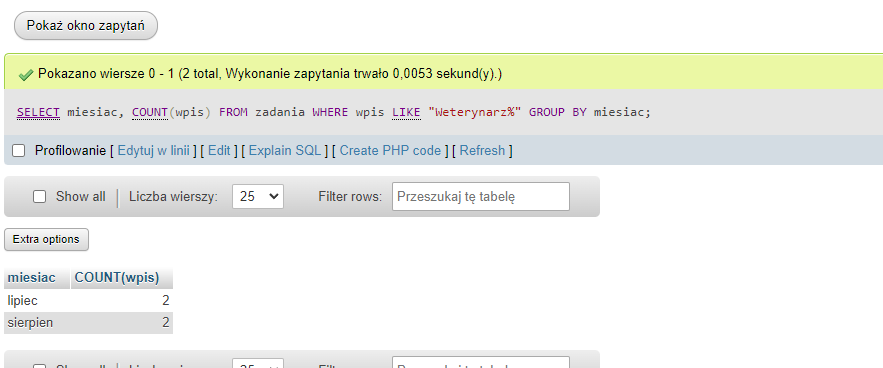 Pokaż okno zapytań
Pokazano wiersze 0 - 1 (2 total, Wykonanie zapytania trwało 0,0053 sekund(y).)
SELECT miesiac, COUNT(wpis) FROM zadania WHERE wpis LIKE "Weterynarz%" GROUP BY miesiac;
Profilowanie [ Edytuj w linii ] [ Edit ] [ Explain SQL ] [ Create PHP code ] [ Refresh ]
Show all | Liczba wierszy: 25 Filter rows: Przeszukaj tę tabelę
Extra options
miesiac COUNT(wpis)
lipiec 2
sierpien 2